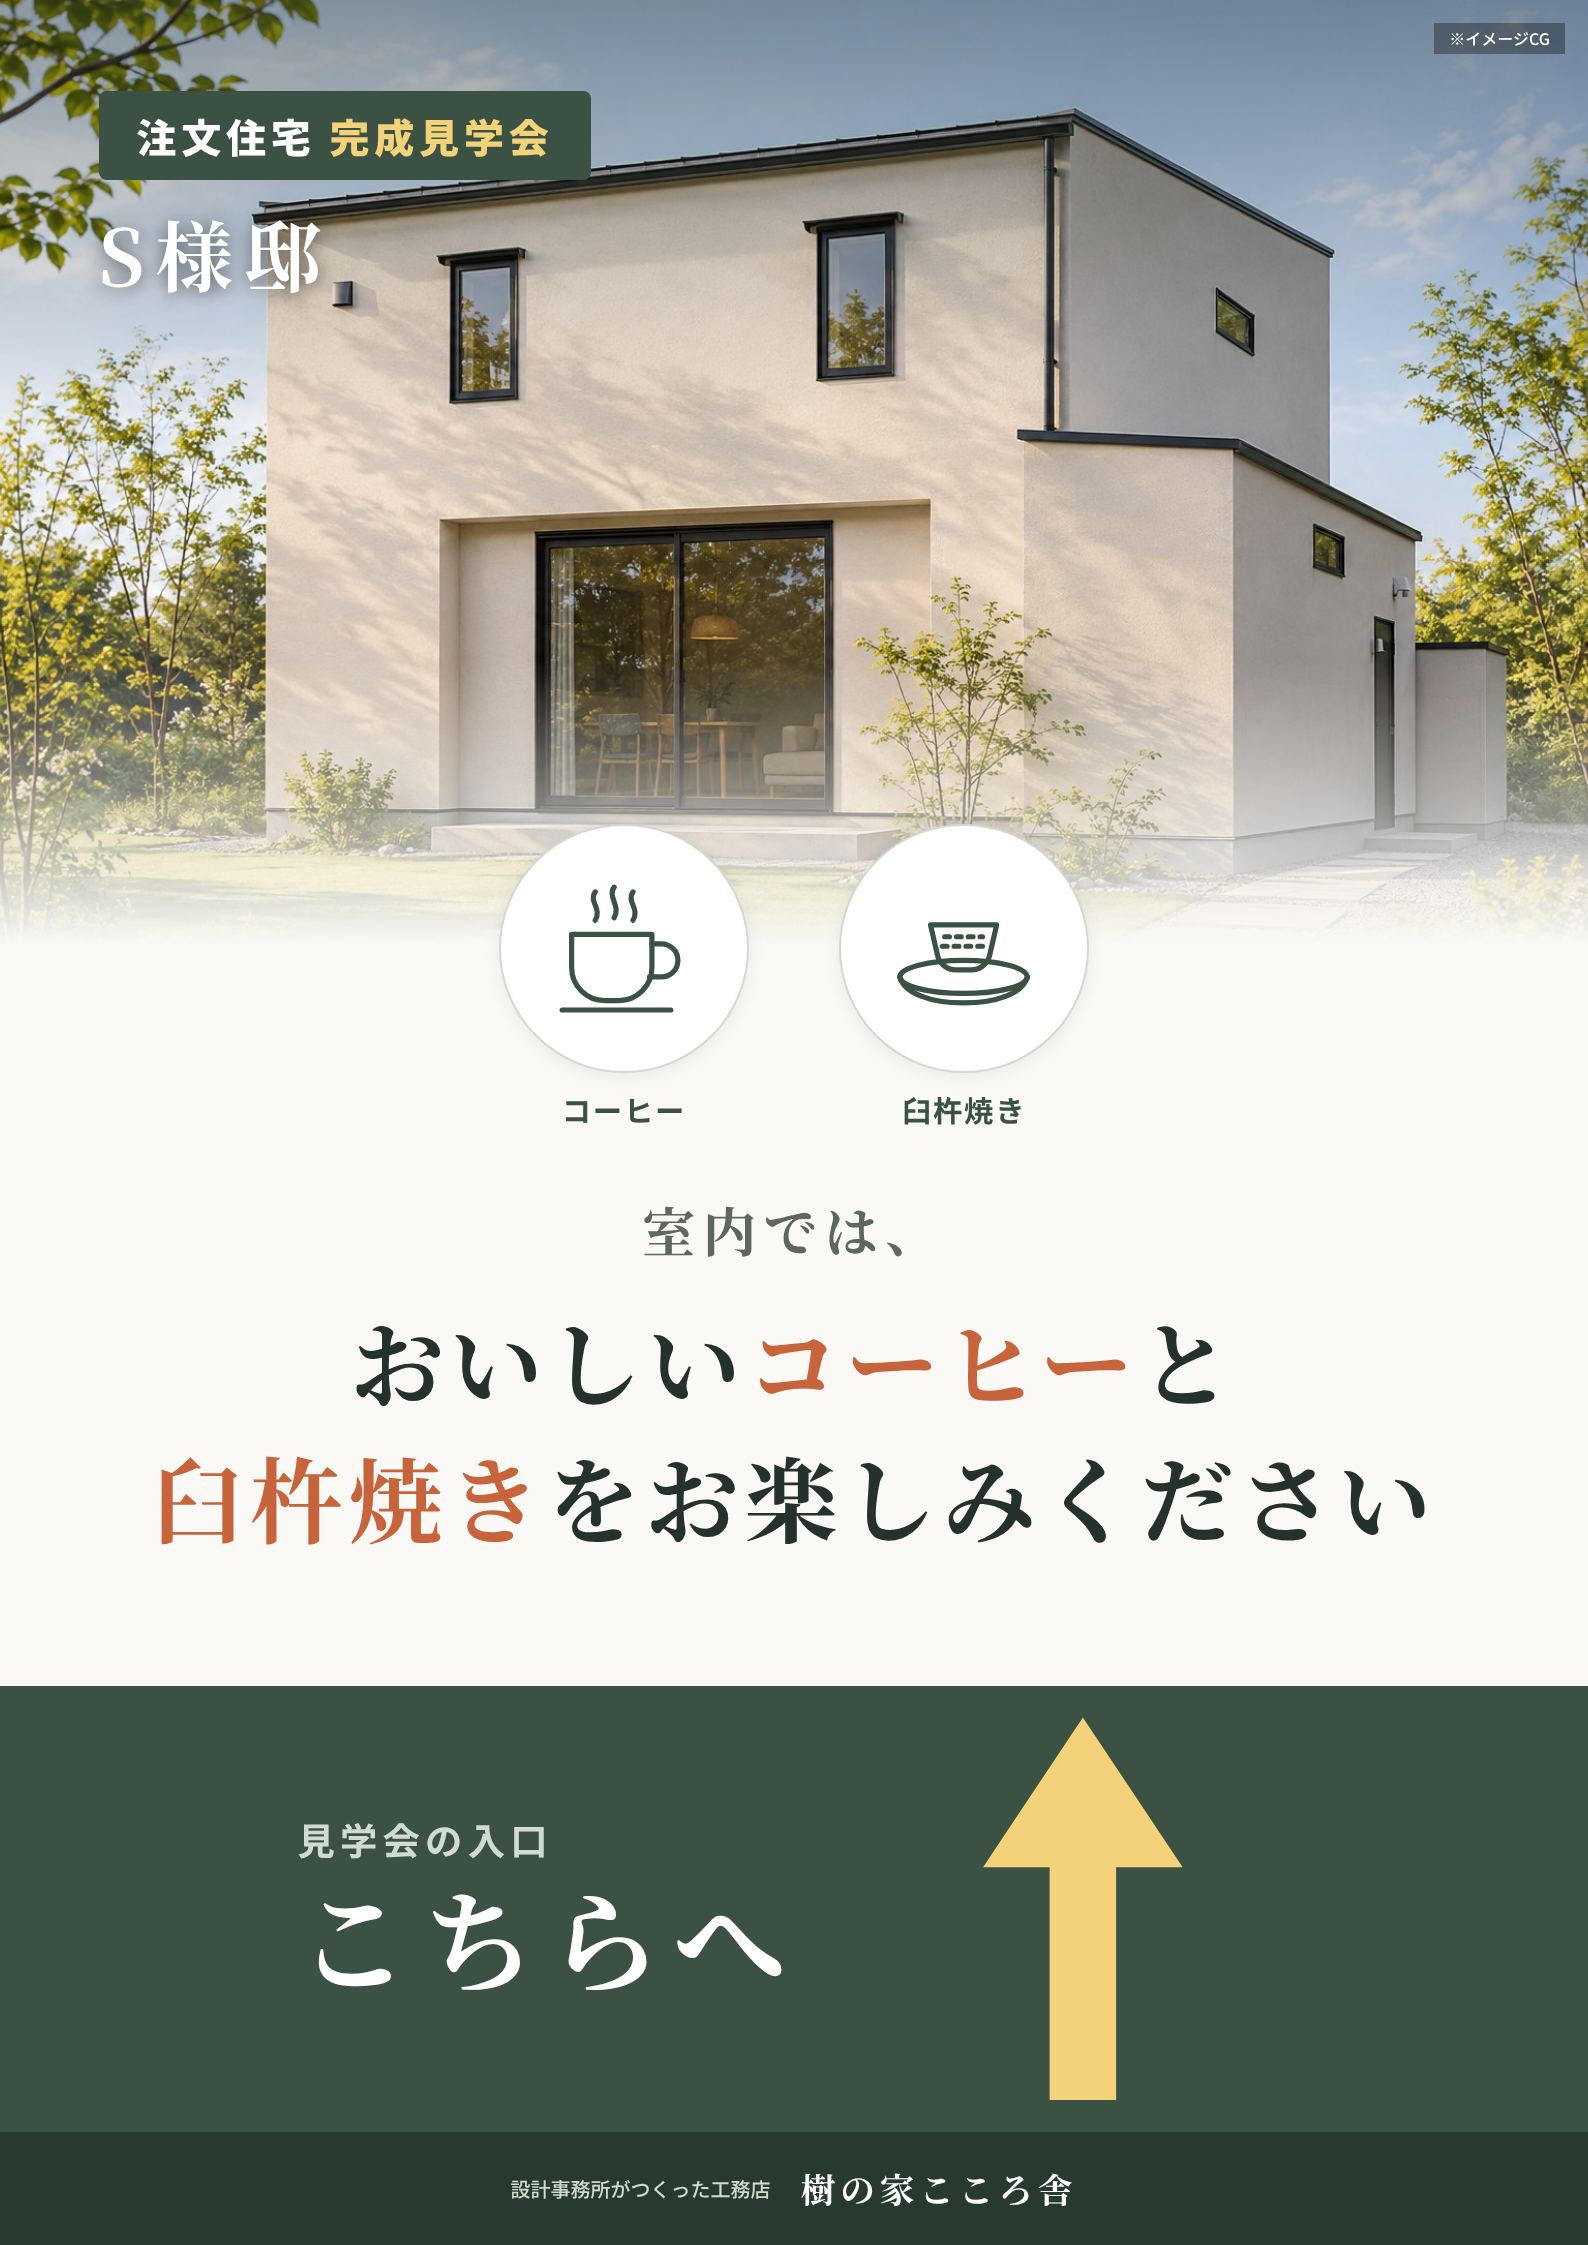 ※イメージCG
注文住宅 完成見学会
S様邸
コーヒー
臼杵焼き
室内では、
おいしいコーヒーと
臼杵焼きをお楽しみください
見学会の入口
こちらへ
設計事務所がつくった工務店 樹の家こころ舎